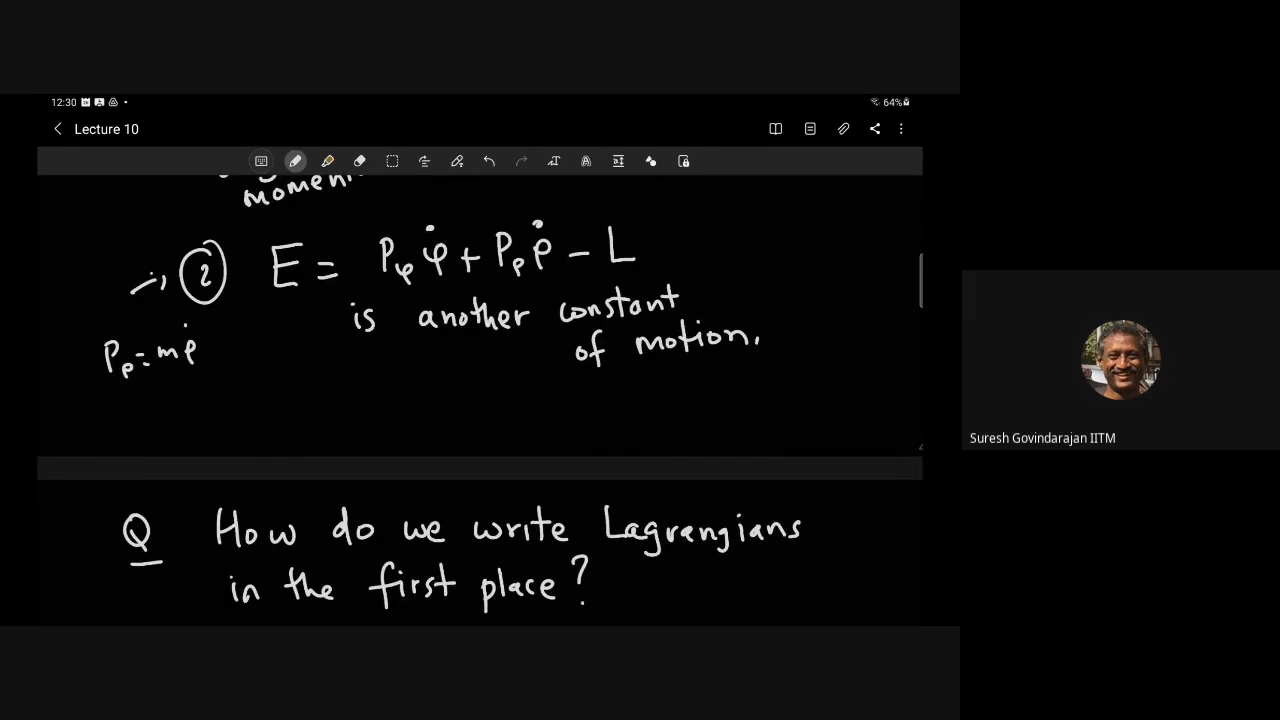 12:30
64%
Lecture 10
② E = P_φ φ̇ + P_ρ ρ̇ − L
is another constant
of motion.
P_ρ = mρ̇
Suresh Govindarajan IITM
Q How do we write Lagrangians
in the first place?